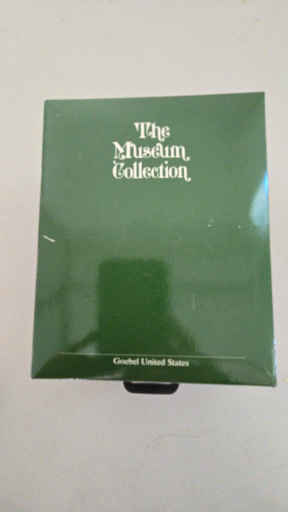 The
Museum
Collection
Goebel United States